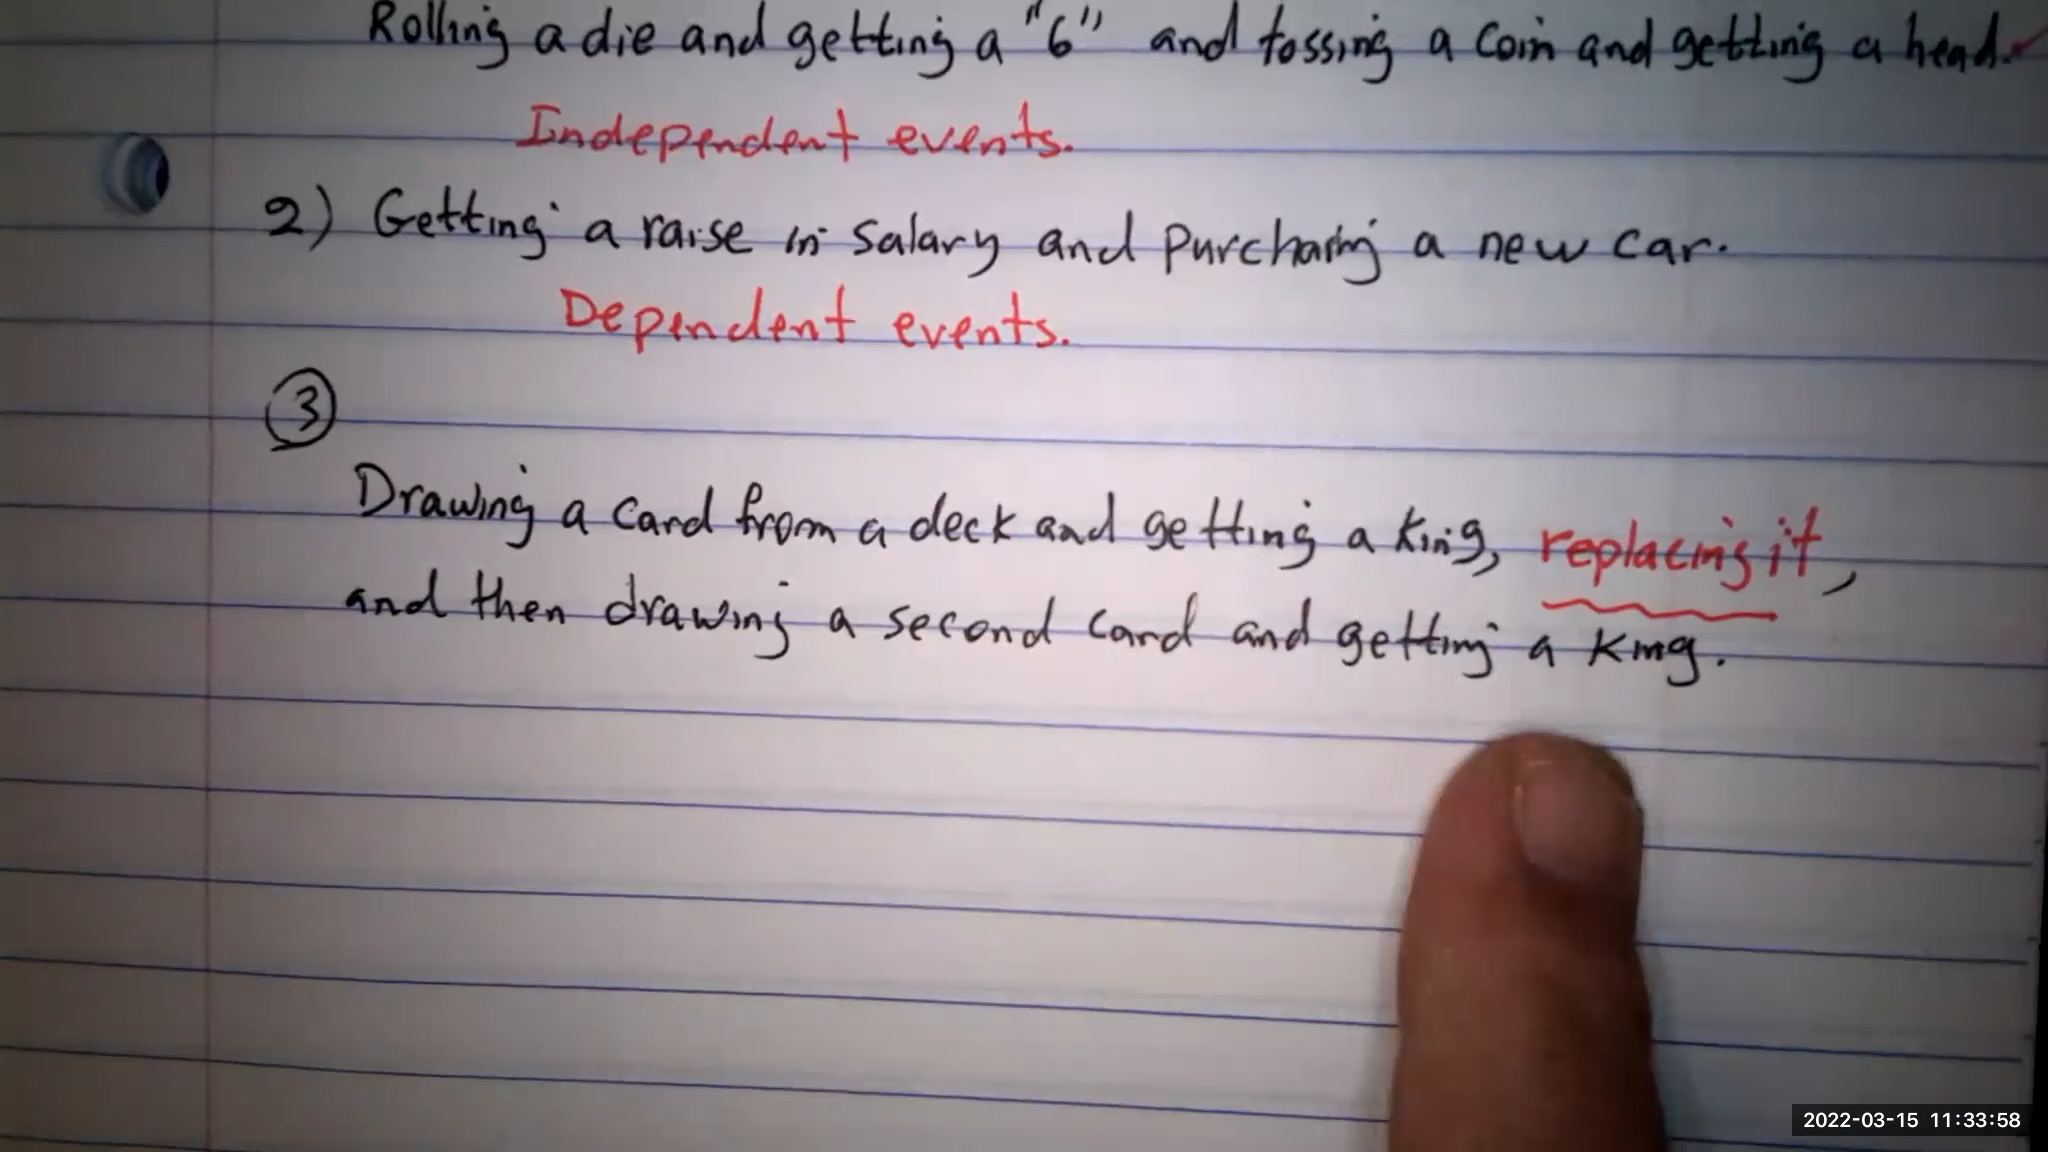 Rolling a die and getting a "6" and tossing a coin and getting a head.
Independent events.
2) Getting a raise in salary and purchasing a new car.
Dependent events.
3
Drawing a card from a deck and getting a king, replacing it,
and then drawing a second card and getting a king.
2022-03-15 11:33:58